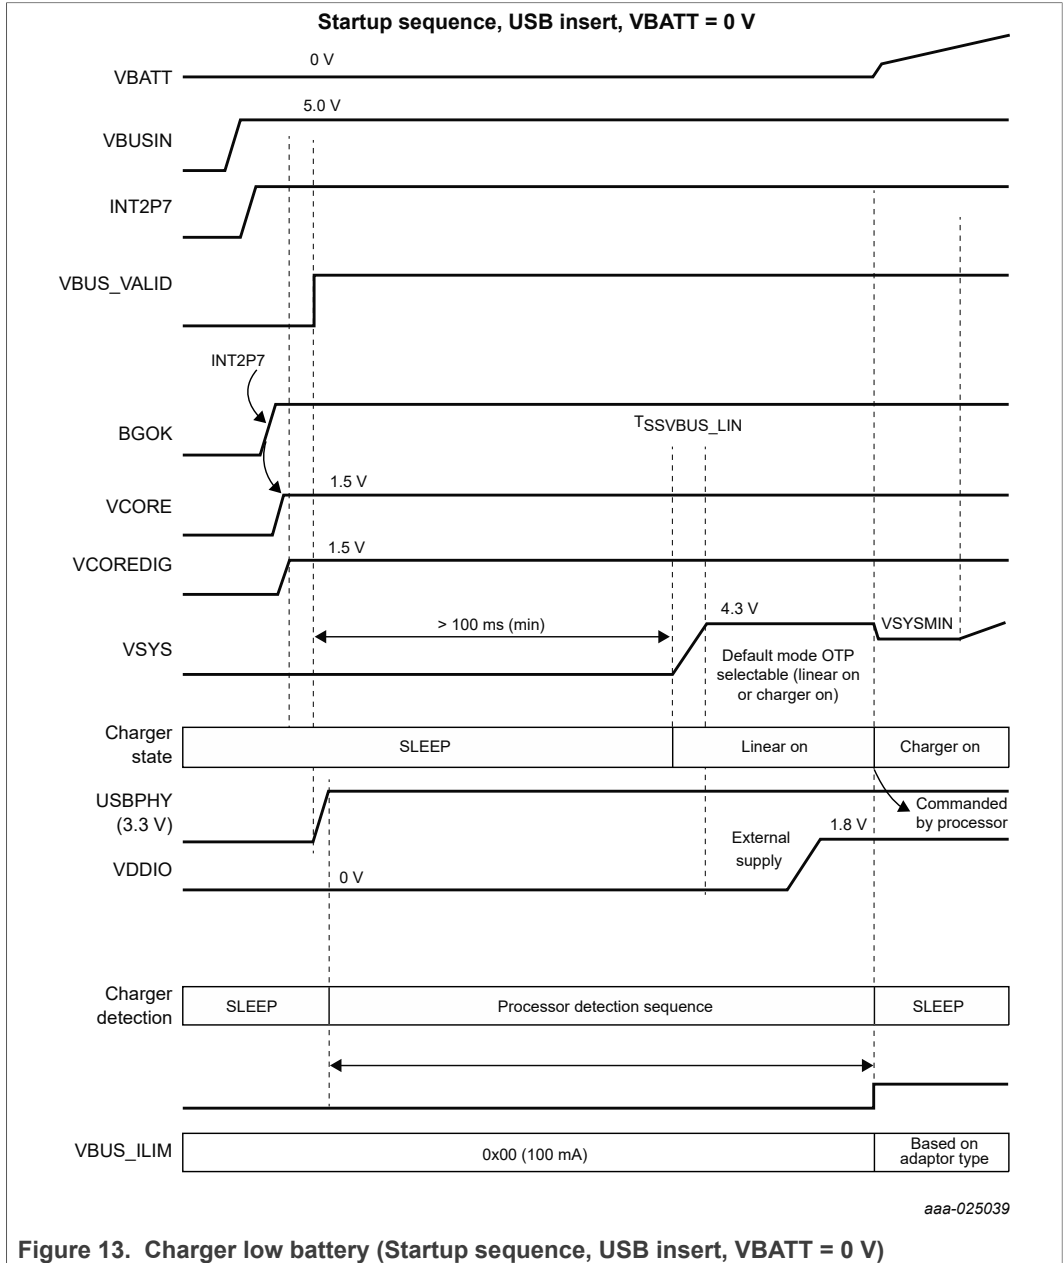 Startup sequence, USB insert, VBATT = 0 V
0 V
VBATT
5.0 V
VBUSIN
INT2P7
VBUS_VALID
INT2P7
BGOK
TSSVBUS_LIN
1.5 V
VCORE
1.5 V
VCOREDIG
4.3 V
> 100 ms (min)
VSYSMIN
VSYS
Default mode OTP
selectable (linear on
or charger on)
Charger
state
SLEEP
Linear on
Charger on
USBPHY
(3.3 V)
Commanded
by processor
1.8 V
External
supply
VDDIO
0 V
Charger
detection
SLEEP
Processor detection sequence
SLEEP
VBUS_ILIM
0x00 (100 mA)
Based on
adaptor type
aaa-025039
Figure 13. Charger low battery (Startup sequence, USB insert, VBATT = 0 V)